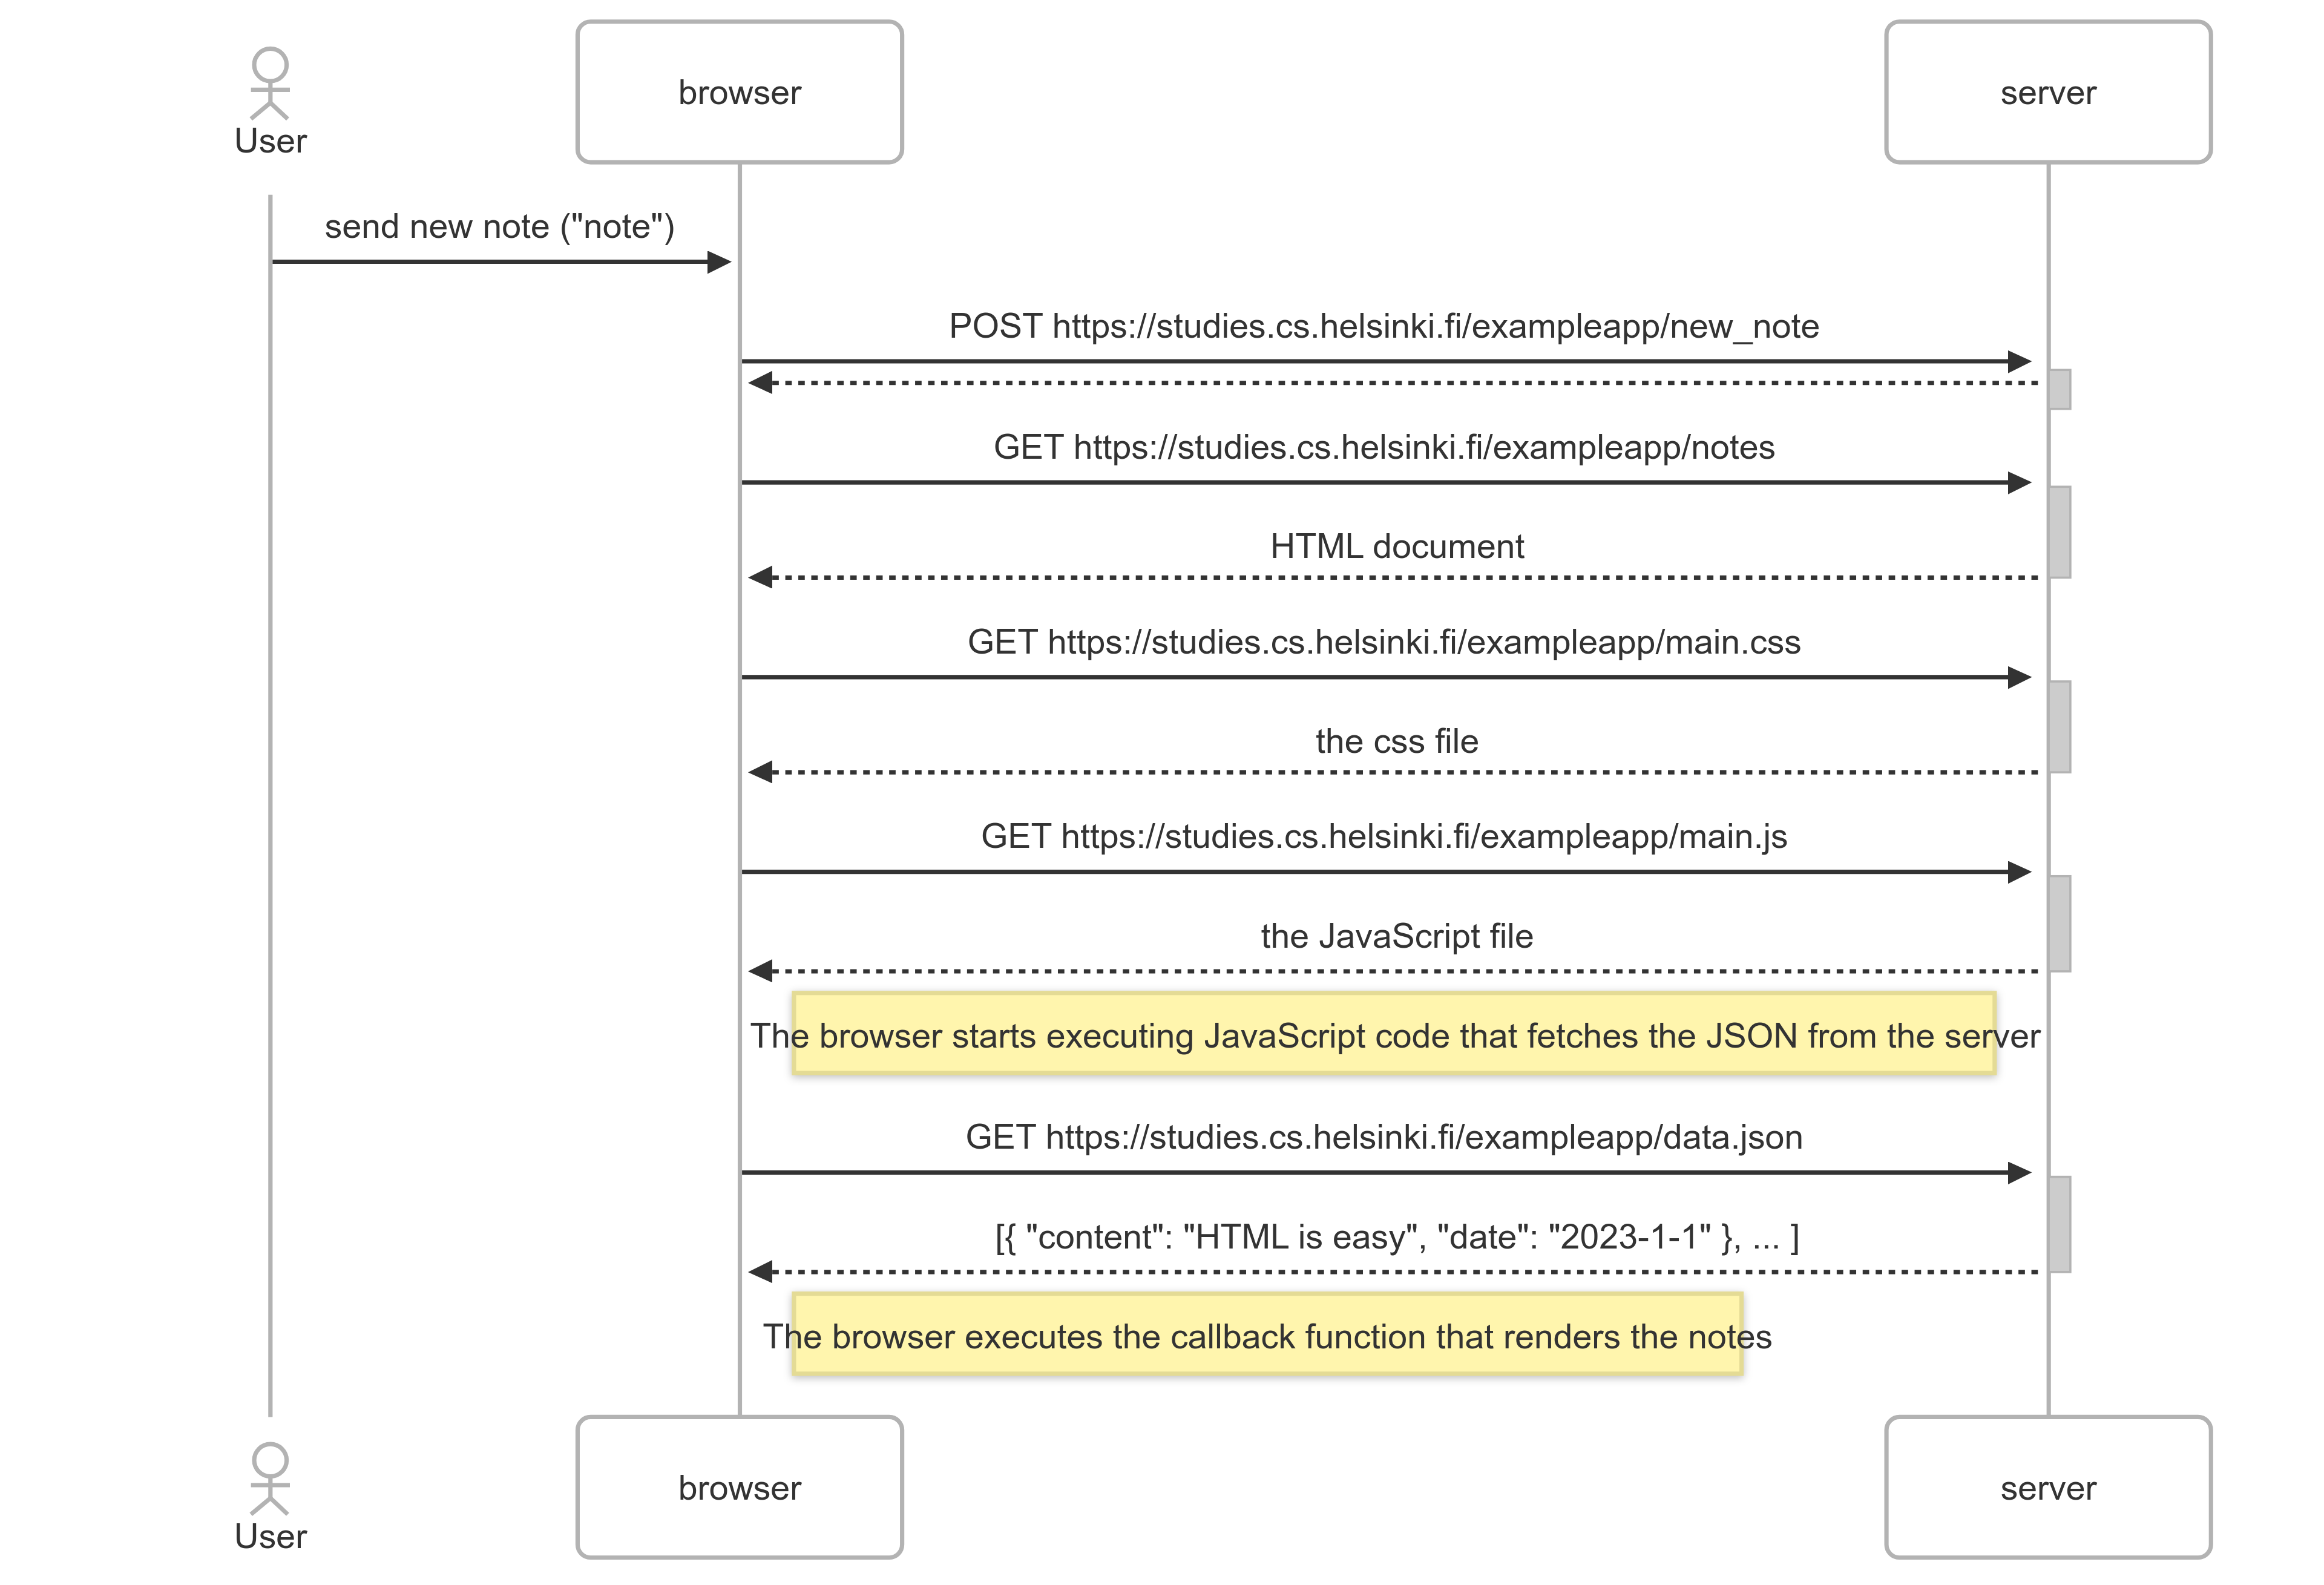 User
browser
server
send new note ("note")
POST https://studies.cs.helsinki.fi/exampleapp/new_note
GET https://studies.cs.helsinki.fi/exampleapp/notes
HTML document
GET https://studies.cs.helsinki.fi/exampleapp/main.css
the css file
GET https://studies.cs.helsinki.fi/exampleapp/main.js
the JavaScript file
The browser starts executing JavaScript code that fetches the JSON from the server
GET https://studies.cs.helsinki.fi/exampleapp/data.json
[{ "content": "HTML is easy", "date": "2023-1-1" }, ... ]
The browser executes the callback function that renders the notes
User
browser
server